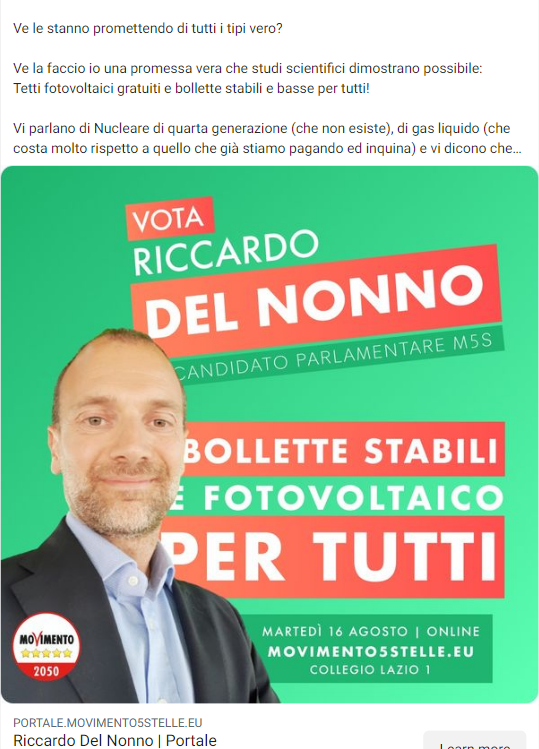 Ve le stanno promettendo di tutti i tipi vero?
Ve la faccio io una promessa vera che studi scientifici dimostrano possibile:
Tetti fotovoltaici gratuiti e bollette stabili e basse per tutti!
Vi parlano di Nucleare di quarta generazione (che non esiste), di gas liquido (che
costa molto rispetto a quello che già stiamo pagando ed inquina) e vi dicono che...
VOTA
RICCARDO
DEL NONNO
CANDIDATO PARLAMENTARE M5S
BOLLETTE STABILI
E FOTOVOLTAICO
PER TUTTI
MARTEDÌ 16 AGOSTO | ONLINE
MOVIMENTO5STELLE.EU
COLLEGIO LAZIO 1
MOVIMENTO
2050
PORTALE.MOVIMENTO5STELLE.EU
Riccardo Del Nonno | Portale
Learn more